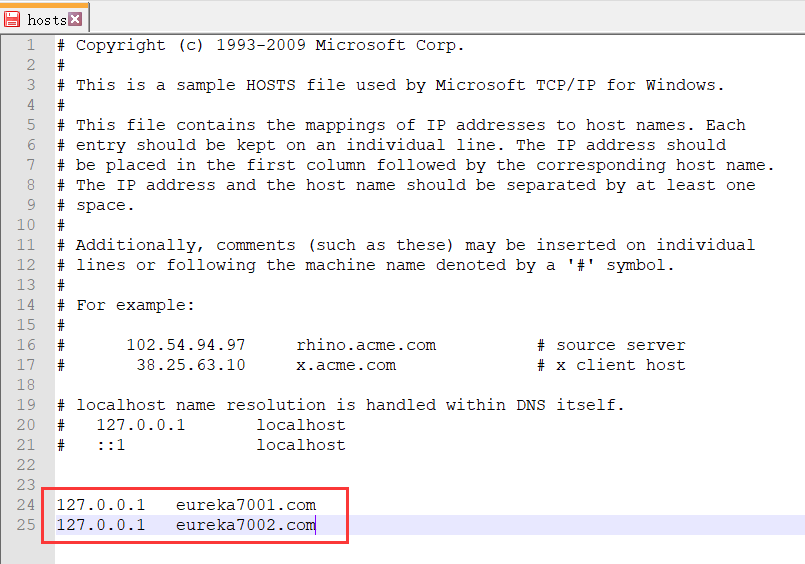 hosts
1 # Copyright (c) 1993-2009 Microsoft Corp.
2 #
3 # This is a sample HOSTS file used by Microsoft TCP/IP for Windows.
4 #
5 # This file contains the mappings of IP addresses to host names. Each
6 # entry should be kept on an individual line. The IP address should
7 # be placed in the first column followed by the corresponding host name.
8 # The IP address and the host name should be separated by at least one
9 # space.
10 #
11 # Additionally, comments (such as these) may be inserted on individual
12 # lines or following the machine name denoted by a '#' symbol.
13 #
14 # For example:
15 #
16 #      102.54.94.97     rhino.acme.com          # source server
17 #       38.25.63.10     x.acme.com              # x client host
18
19 # localhost name resolution is handled within DNS itself.
20 #   127.0.0.1       localhost
21 #   ::1             localhost
22
23
24 127.0.0.1   eureka7001.com
25 127.0.0.1   eureka7002.com